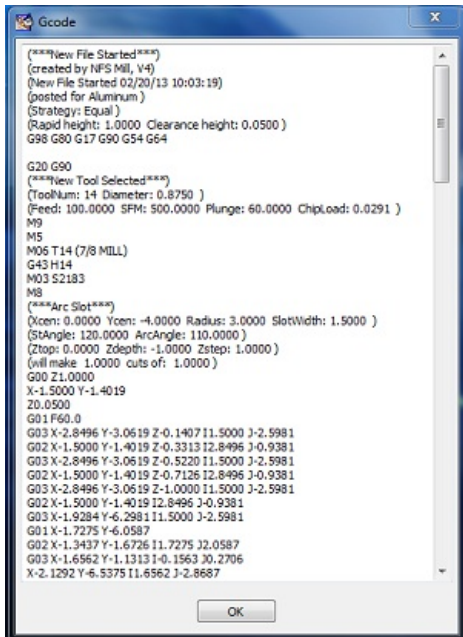 Gcode
(***New File Started***)
(created by NFS Mill, V4)
(New File Started 02/20/13 10:03:19)
(posted for Aluminum )
(Strategy: Equal )
(Rapid height: 1.0000 Clearance height: 0.0500 )
G98 G80 G17 G90 G54 G64
G20 G90
(***New Tool Selected***)
(ToolNum: 14 Diameter: 0.8750 )
(Feed: 100.0000 SFM: 500.0000 Plunge: 60.0000 ChipLoad: 0.0291 )
M9
M5
M06 T14 (7/8 MILL)
G43 H14
M03 S2183
M8
(***Arc Slot***)
(Xcen: 0.0000 Ycen: -4.0000 Radius: 3.0000 SlotWidth: 1.5000 )
(StAngle: 120.0000 ArcAngle: 110.0000 )
(Ztop: 0.0000 Zdepth: -1.0000 Zstep: 1.0000 )
(will make 1.0000 cuts of: 1.0000 )
G00 Z1.0000
X-1.5000 Y-1.4019
Z0.0500
G01 F60.0
G03 X-2.8496 Y-3.0619 Z-0.1407 I1.5000 J-2.5981
G02 X-1.5000 Y-1.4019 Z-0.3313 I2.8496 J-0.9381
G03 X-2.8496 Y-3.0619 Z-0.5220 I1.5000 J-2.5981
G02 X-1.5000 Y-1.4019 Z-0.7126 I2.8496 J-0.9381
G03 X-2.8496 Y-3.0619 Z-1.0000 I1.5000 J-2.5981
G02 X-1.5000 Y-1.4019 I2.8496 J-0.9381
G03 X-1.9284 Y-6.2981 I1.5000 J-2.5981
G01 X-1.7275 Y-6.0587
G02 X-1.3437 Y-1.6726 I1.7275 J2.0587
G03 X-1.6562 Y-1.1313 I-0.1563 J0.2706
X-2.1292 Y-6.5375 I1.6562 J-2.8687
OK